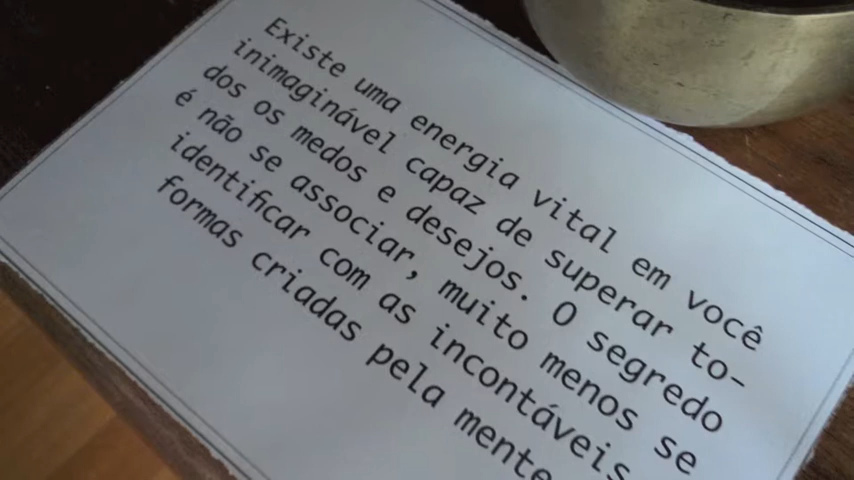 Existe uma energia vital em você
inimaginável capaz de superar to-
dos os medos e desejos. O segredo
é não se associar, muito menos se
identificar com as incontáveis
formas criadas pela mente